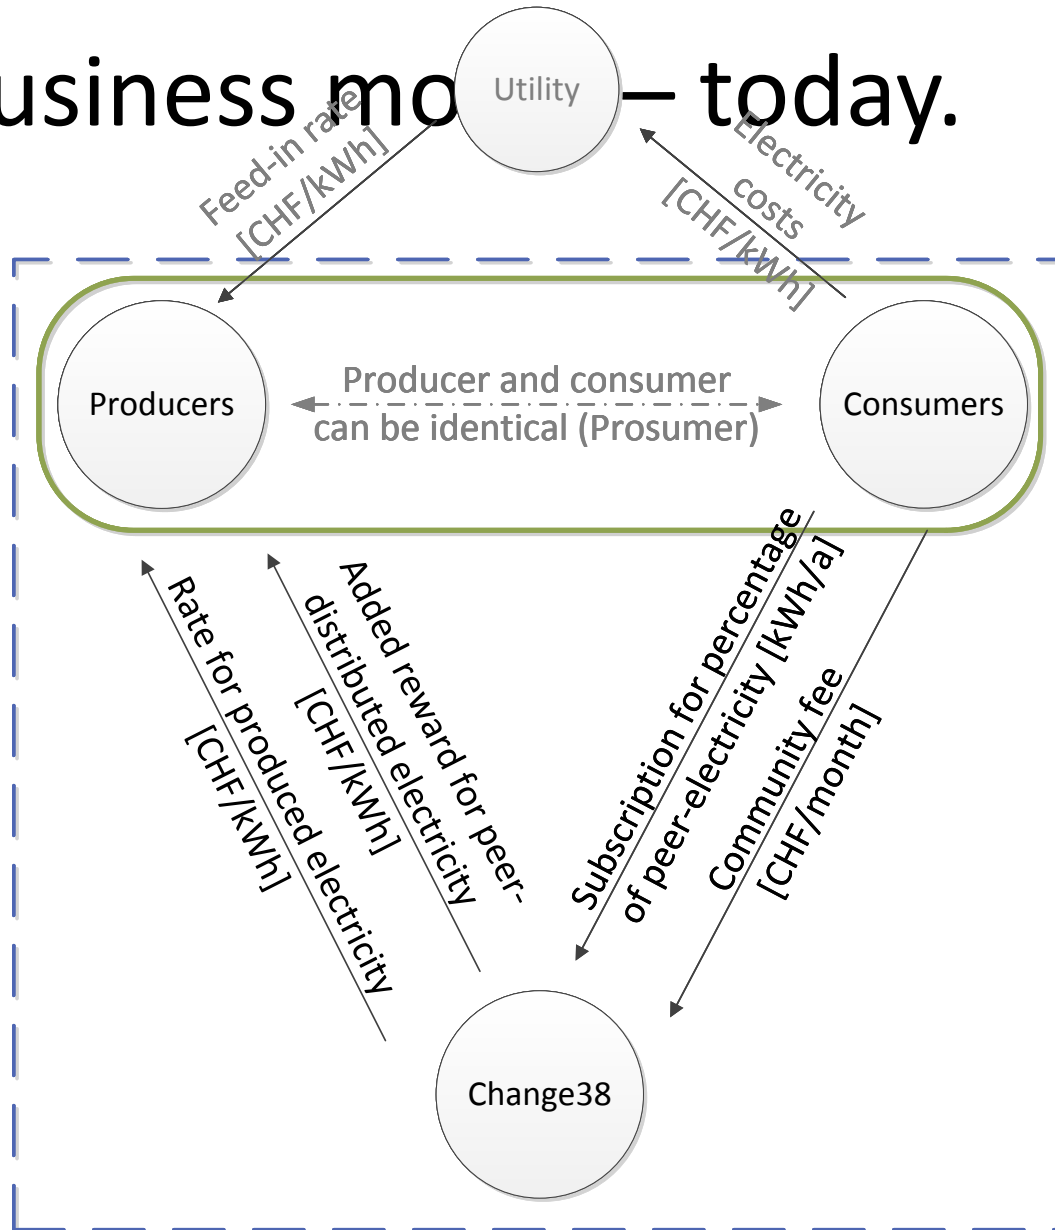 usiness mo – today.
Utility
Feed-in rate
[CHF/kWh]
Electricity
costs
[CHF/kWh]
Producers
Producer and consumer
can be identical (Prosumer)
Consumers
Rate for produced electricity
[CHF/kWh]
Added reward for peer-
distributed electricity
[CHF/kWh]
Subscription for percentage
of peer-electricity [kWh/a]
Community fee
[CHF/month]
Change38